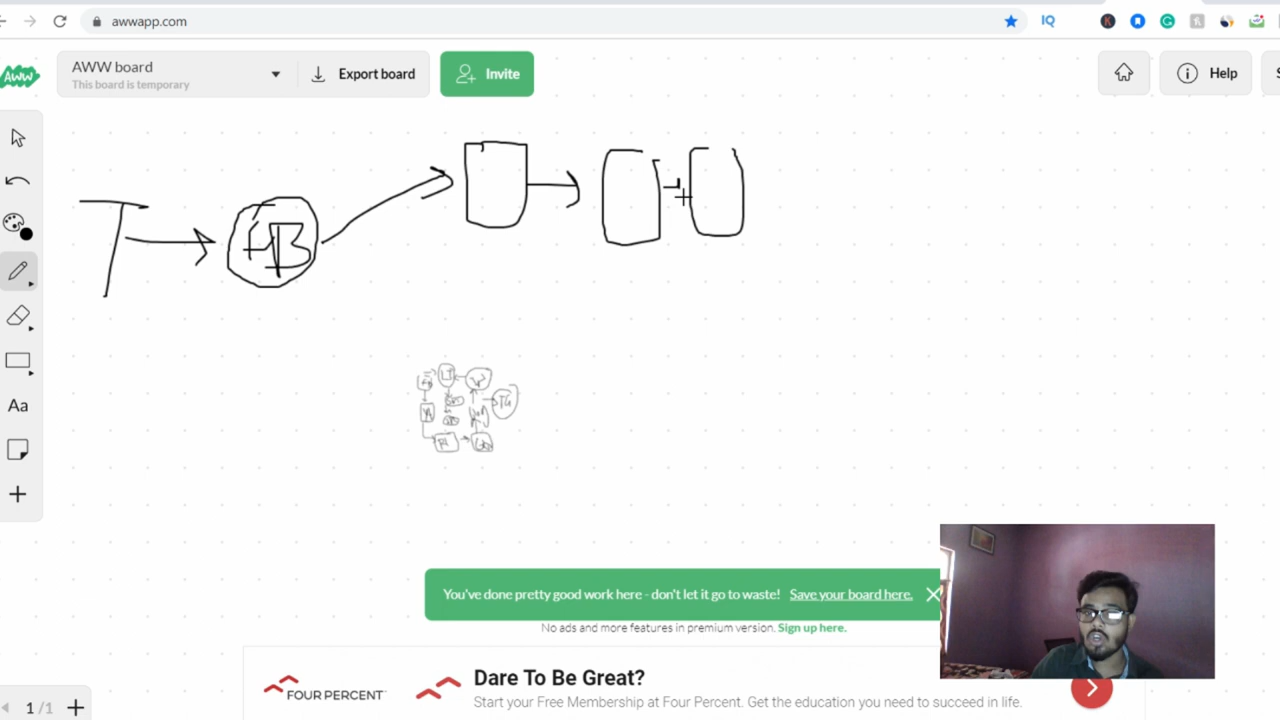 awwapp.com
IQ
AWW
AWW board
This board is temporary
Export board
Invite
Help
T
FB
Aa
You've done pretty good work here - don't let it go to waste! Save your board here.
No ads and more features in premium version. Sign up here.
FOUR PERCENT
Dare To Be Great?
Start your Free Membership at Four Percent. Get the education you need to succeed in life.
1 / 1